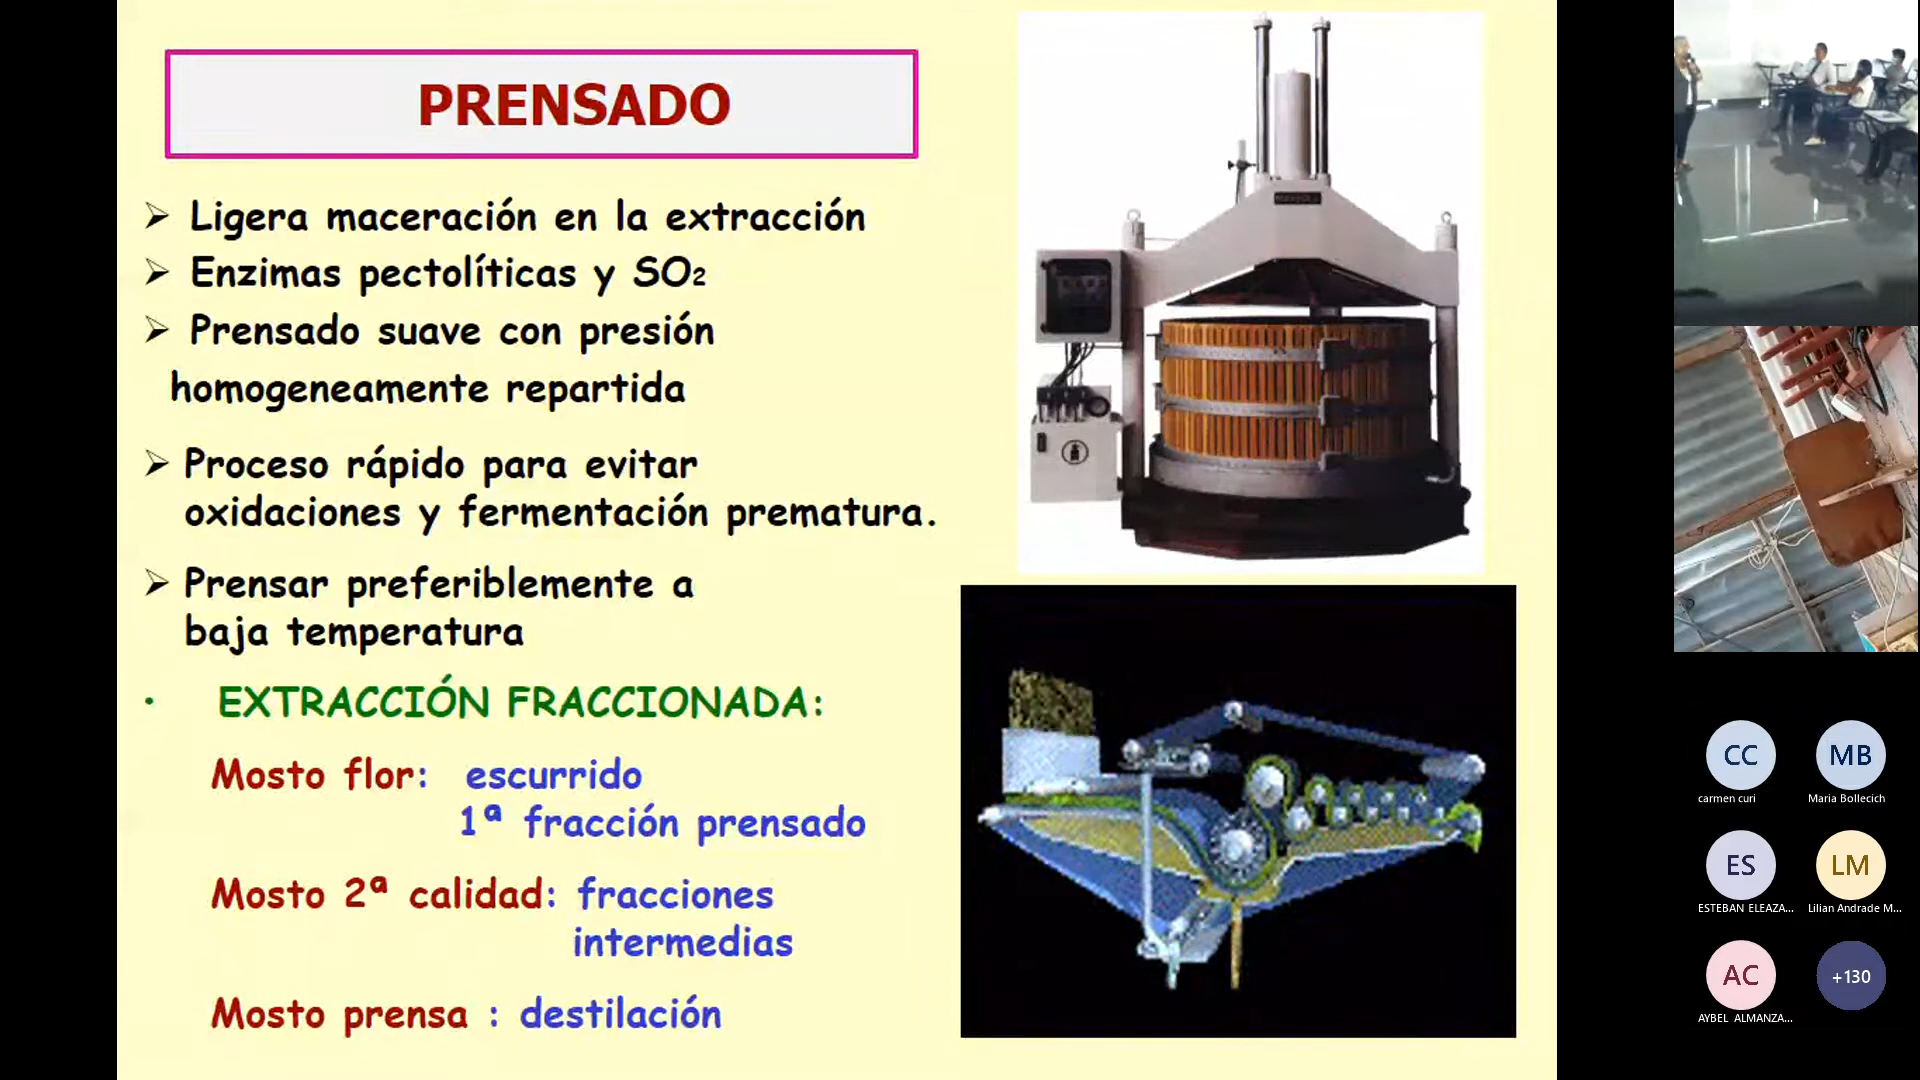 PRENSADO
➢ Ligera maceración en la extracción
➢ Enzimas pectolíticas y SO₂
➢ Prensado suave con presión
homogeneamente repartida
➢ Proceso rápido para evitar
oxidaciones y fermentación prematura.
➢ Prensar preferiblemente a
baja temperatura
• EXTRACCIÓN FRACCIONADA:
Mosto flor: escurrido
1ª fracción prensado
Mosto 2ª calidad: fracciones
intermedias
Mosto prensa : destilación
CC
carmen curi
MB
Maria Bollecich
ES
ESTEBAN ELEAZA...
LM
Lilian Andrade M...
AC
AYBEL ALMANZA...
+130